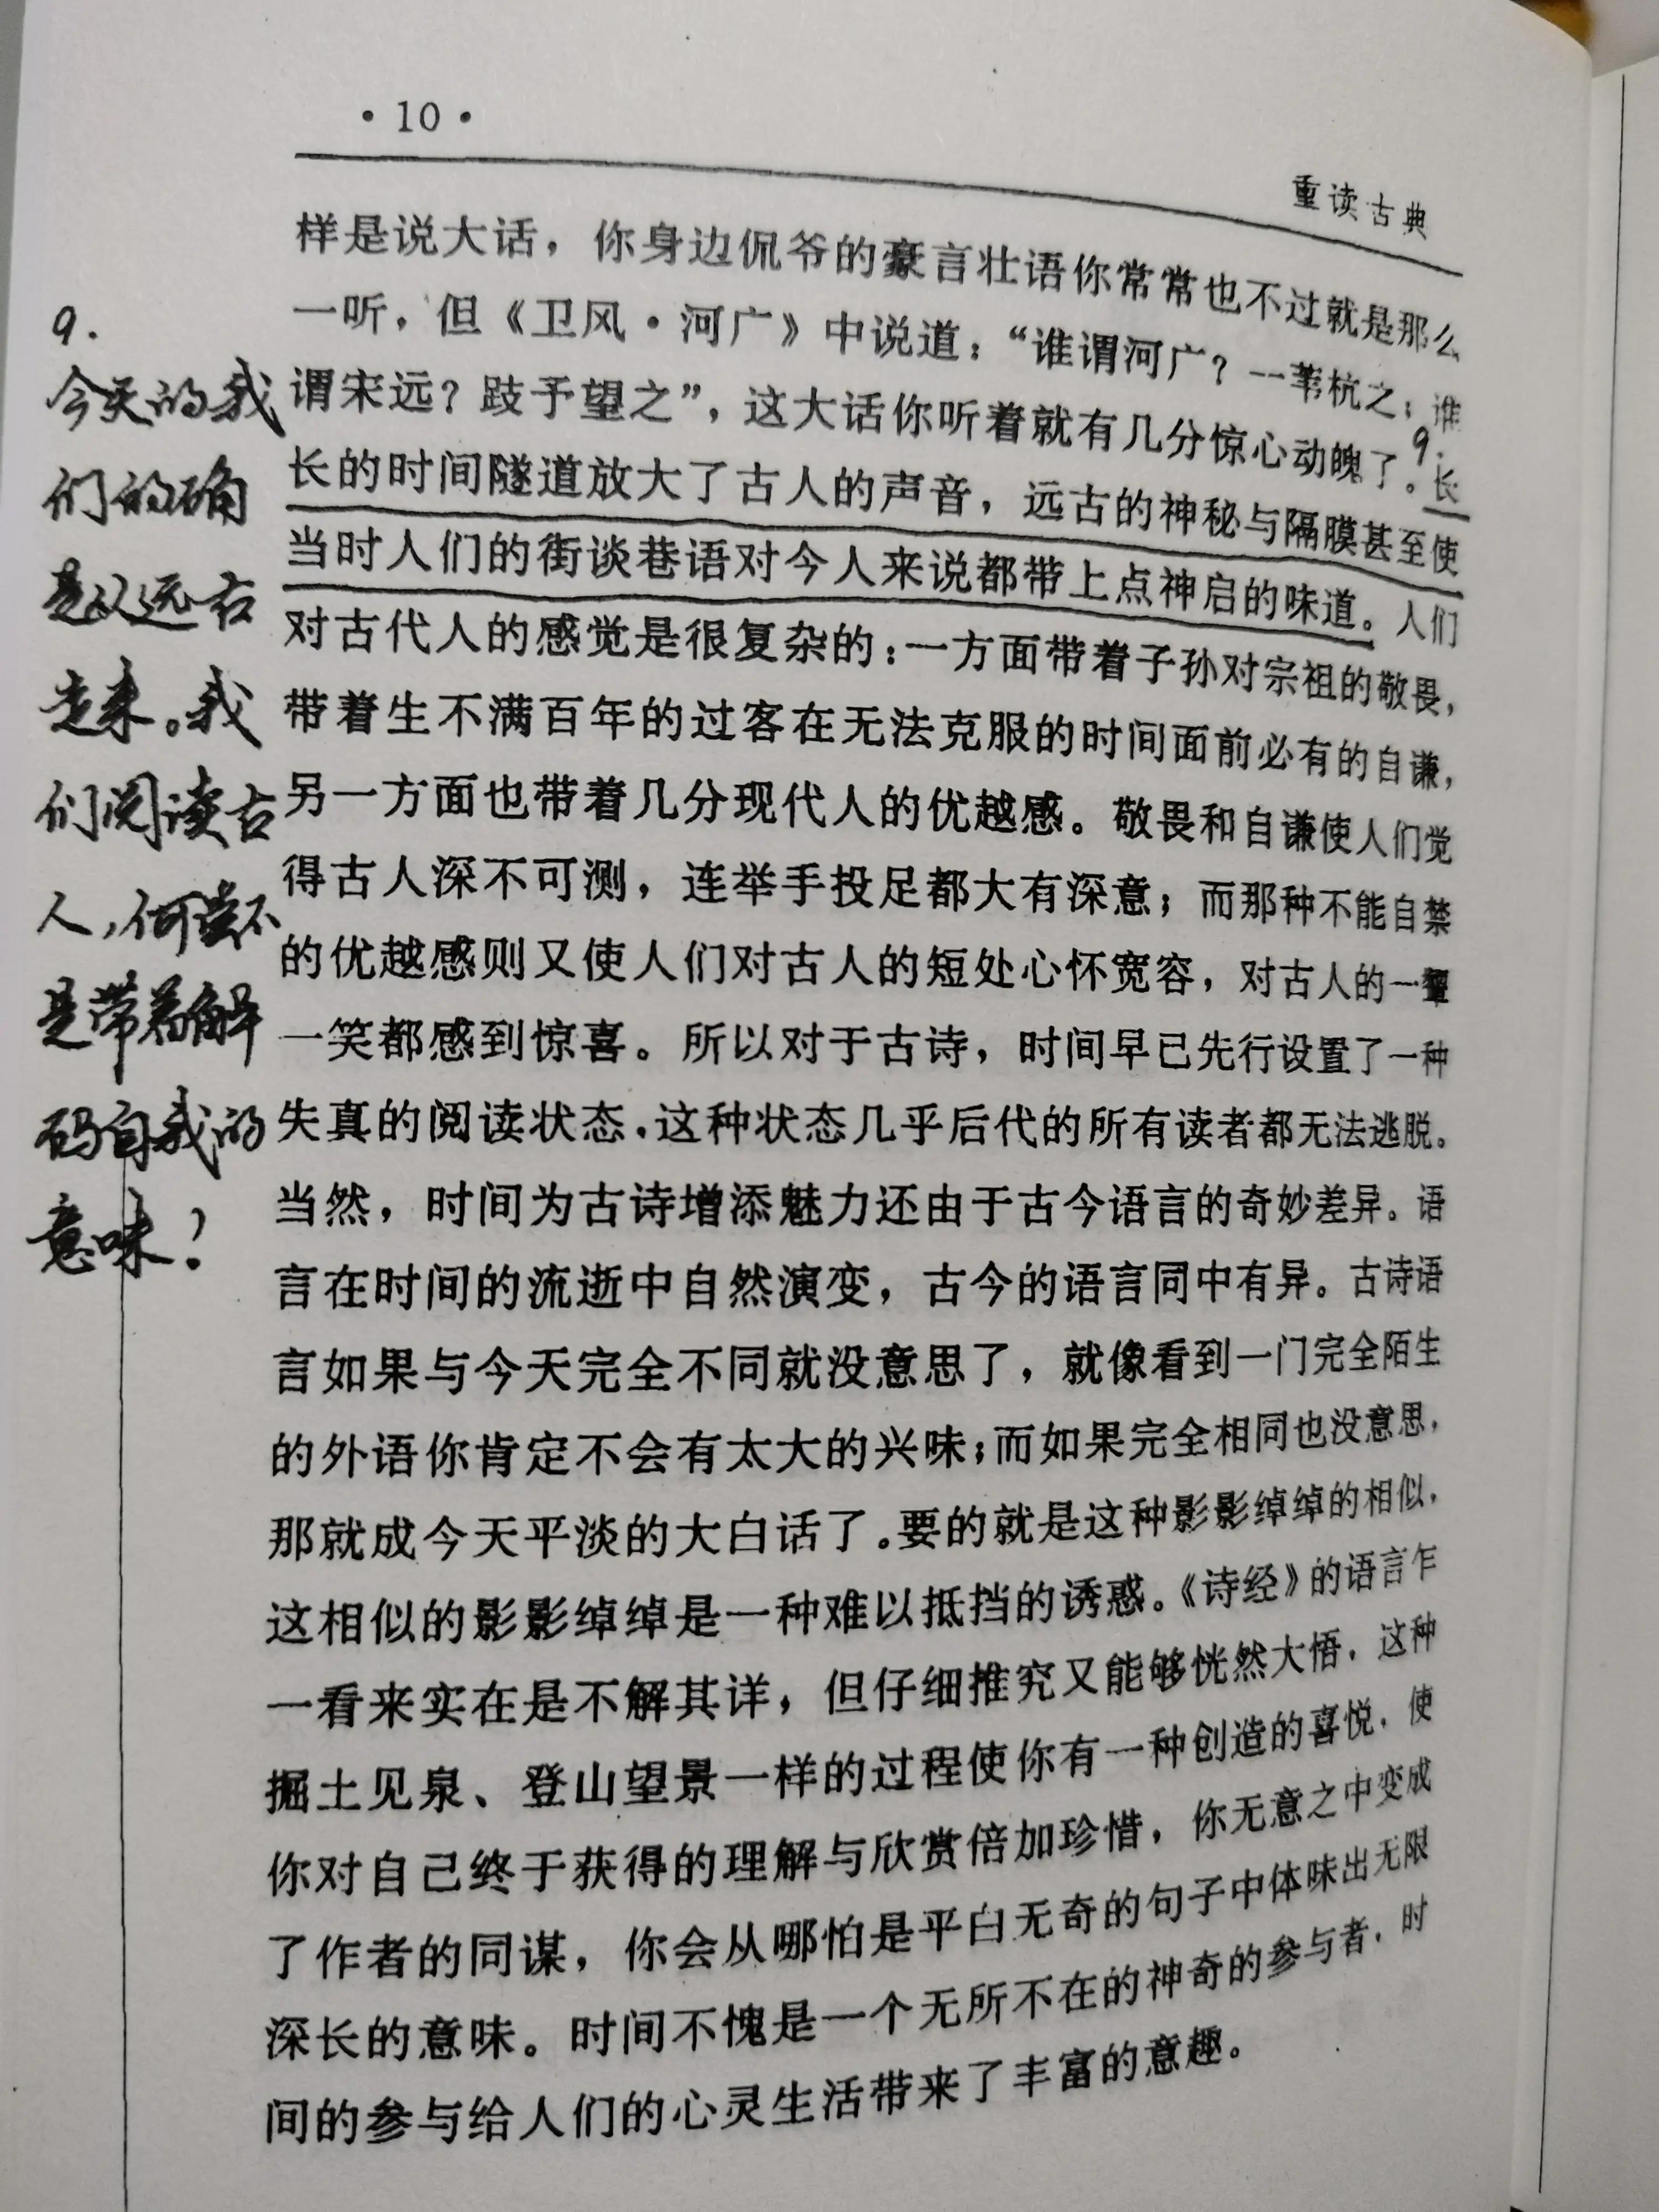 ·10·
重读古典
样是说大话，你身边侃爷的豪言壮语你常常也不过就是那么
一听，但《卫风·河广》中说道：“谁谓河广？一苇杭之；谁
谓宋远？跂予望之”，这大话你听着就有几分惊心动魄了。长
长的时间隧道放大了古人的声音，远古的神秘与隔膜甚至使
当时人们的街谈巷语对今人来说都带上点神启的味道。人们
对古代人的感觉是很复杂的：一方面带着子孙对宗祖的敬畏，
带着生不满百年的过客在无法克服的时间面前必有的自谦，
另一方面也带着几分现代人的优越感。敬畏和自谦使人们觉
得古人深不可测，连举手投足都大有深意；而那种不能自禁
的优越感则又使人们对古人的短处心怀宽容，对古人的一颦
一笑都感到惊喜。所以对于古诗，时间早已先行设置了一种
失真的阅读状态，这种状态几乎后代的所有读者都无法逃脱。
当然，时间为古诗增添魅力还由于古今语言的奇妙差异。语
言在时间的流逝中自然演变，古今的语言同中有异。古诗语
言如果与今天完全不同就没意思了，就像看到一门完全陌生
的外语你肯定不会有太大的兴味；而如果完全相同也没意思，
那就成今天平淡的大白话了。要的就是这种影影绰绰的相似，
这相似的影影绰绰是一种难以抵挡的诱惑。《诗经》的语言乍
一看来实在是不解其详，但仔细推究又能够恍然大悟，这种
掘土见泉、登山望景一样的过程使你有一种创造的喜悦，使
你对自己终于获得的理解与欣赏倍加珍惜，你无意之中变成
了作者的同谋，你会从哪怕是平白无奇的句子中体味出无限
深长的意味。时间不愧是一个无所不在的神奇的参与者，时
间的参与给人们的心灵生活带来了丰富的意趣。
9.
9.
今天的我
们的确
是从远古
走来。我
们阅读古
人，何尝不
是带着解
码自我的
意味！